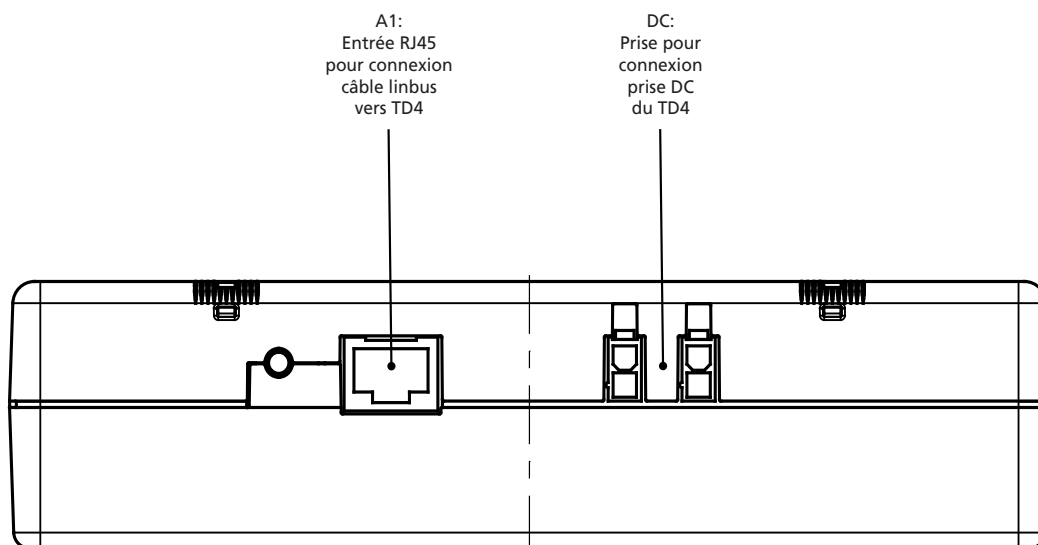 A1:
Entrée RJ45
pour connexion
câble linbus
vers TD4
DC:
Prise pour
connexion
prise DC
du TD4